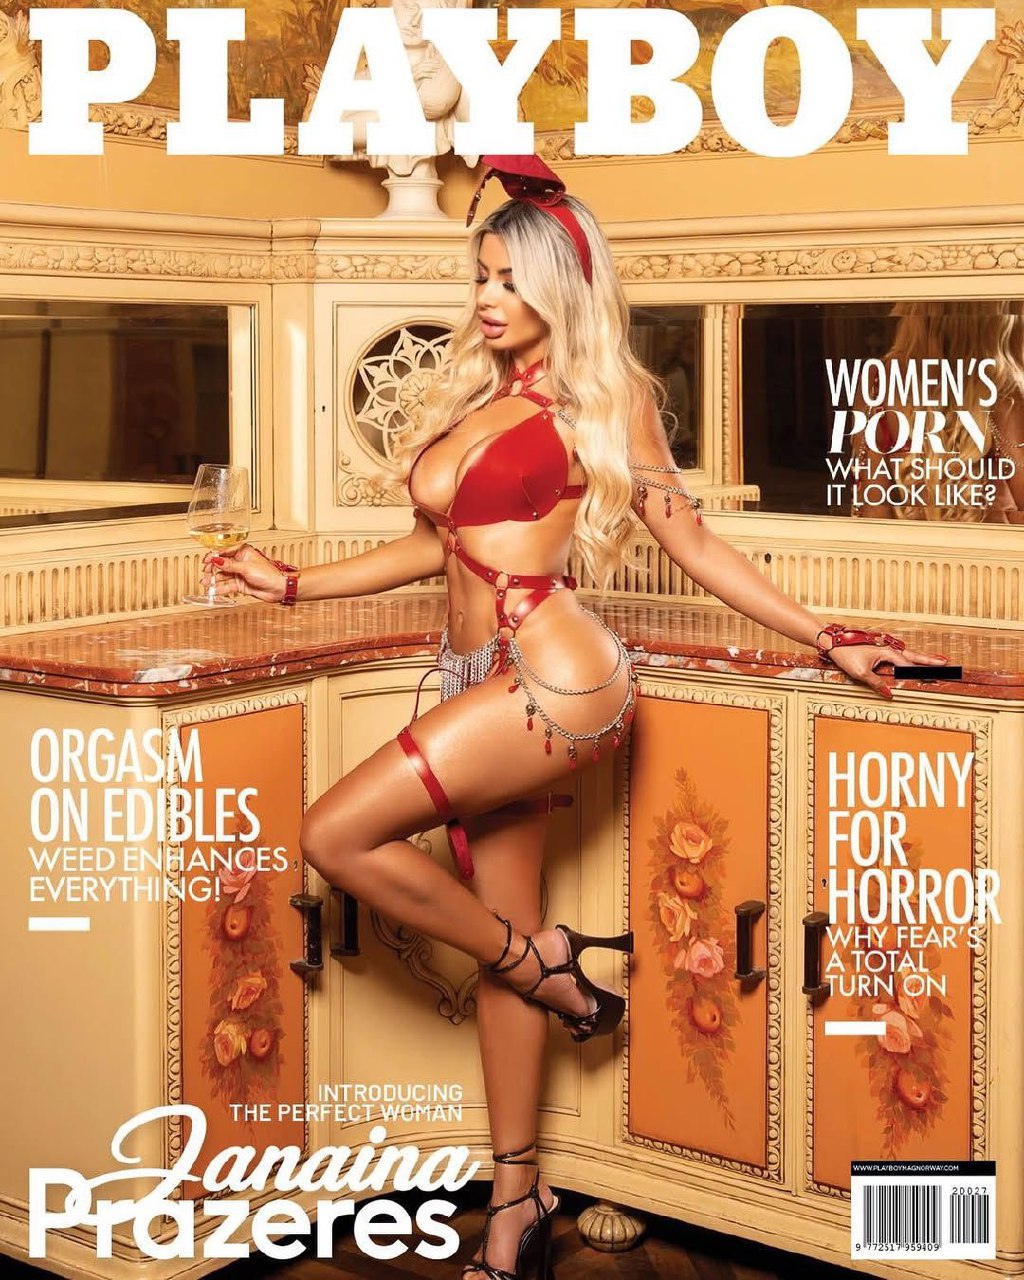 PLAYBOY
WOMEN'S
PORN
WHAT SHOULD
IT LOOK LIKE?
ORGASM
ON EDIBLES
WEED ENHANCES
EVERYTHING!
HORNY
FOR
HORROR
WHY FEAR'S
A TOTAL
TURN ON
INTRODUCING
THE PERFECT WOMAN
Janaina
Prazeres
WWW.PLAYBOYMAGNORWAY.COM
20027
9 772517 959409